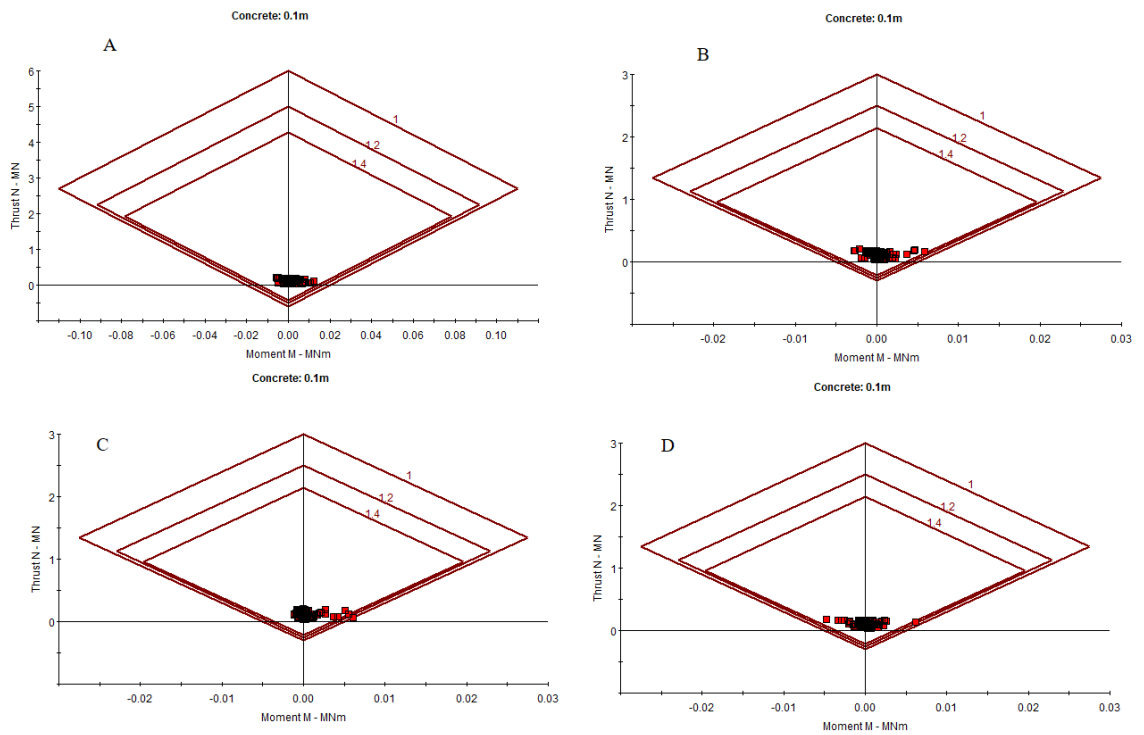 Concrete: 0.1m
A
6
5
4
3
2
1
0
1
1.2
1.4
Thrust N - MN
-0.10 -0.08 -0.06 -0.04 -0.02 0.00 0.02 0.04 0.06 0.08 0.10
Moment M - MNm
Concrete: 0.1m
B
3
2
1
0
1
1.2
1.4
Thrust N - MN
-0.02 -0.01 0.00 0.01 0.02 0.03
Moment M - MNm
Concrete: 0.1m
C
3
2
1
0
1
1.2
1.4
Thrust N - MN
-0.02 -0.01 0.00 0.01 0.02 0.03
Moment M - MNm
Concrete: 0.1m
D
3
2
1
0
1
1.2
1.4
Thrust N - MN
-0.02 -0.01 0.00 0.01 0.02 0.03
Moment M - MNm